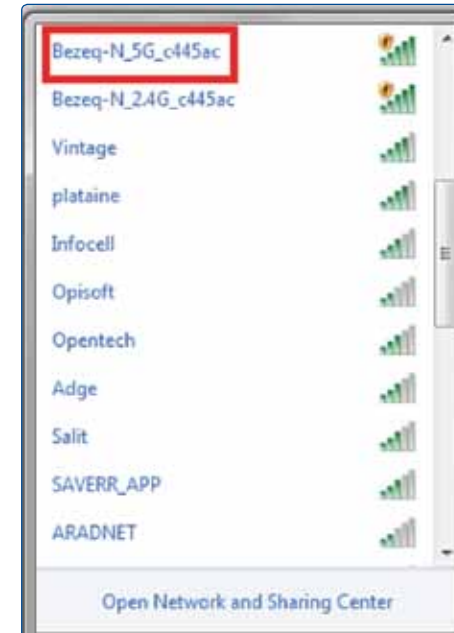 Bezeq-N_5G_c445ac
Bezeq-N_2.4G_c445ac
Vintage
plataine
Infocell
Opisoft
Opentech
Adge
Salit
SAVERR_APP
ARADNET
Open Network and Sharing Center